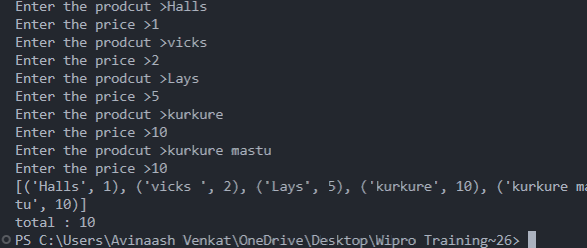 Enter the prodcut >Halls
Enter the price >1
Enter the prodcut >vicks
Enter the price >2
Enter the prodcut >Lays
Enter the price >5
Enter the prodcut >kurkure
Enter the price >10
Enter the prodcut >kurkure mastu
Enter the price >10
[('Halls', 1), ('vicks ', 2), ('Lays', 5), ('kurkure', 10), ('kurkure ma
tu', 10)]
total : 10
PS C:\Users\Avinaash Venkat\OneDrive\Desktop\Wipro Training~26>